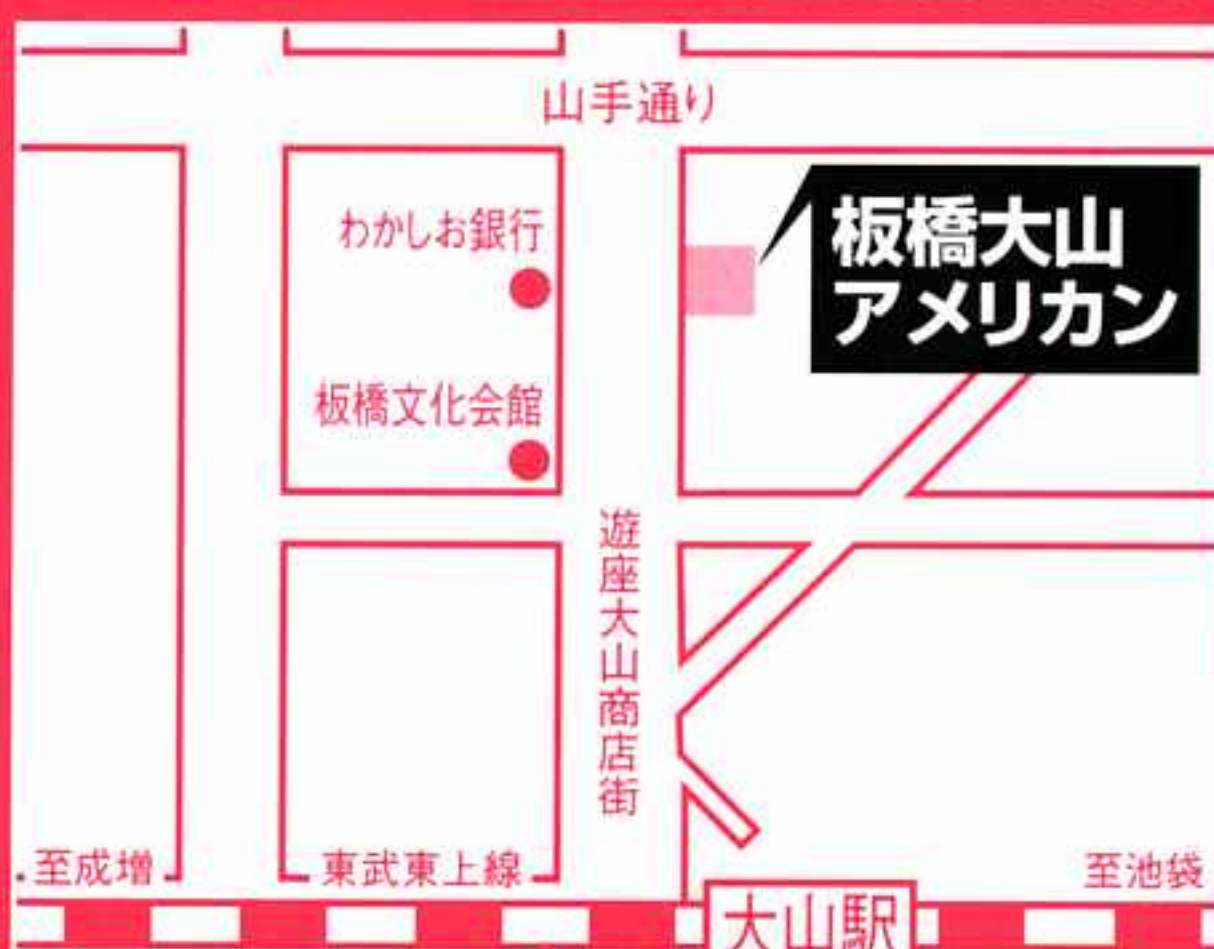 山手通り
わかしお銀行
板橋大山
アメリカン
板橋文化会館
遊座大山商店街
至成増
東武東上線
至池袋
大山駅